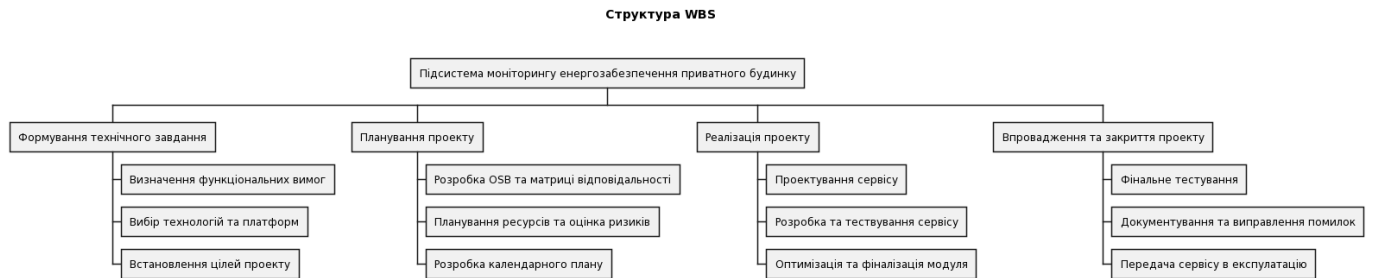 Структура WBS
Підсистема моніторингу енергозабезпечення приватного будинку
Формування технічного завдання
Визначення функціональних вимог
Вибір технологій та платформ
Встановлення цілей проекту
Планування проекту
Розробка OSB та матриці відповідальності
Планування ресурсів та оцінка ризиків
Розробка календарного плану
Реалізація проекту
Проектування сервісу
Розробка та тествування сервісу
Оптимізація та фіналізація модуля
Впровадження та закриття проекту
Фінальне тестування
Документування та виправлення помилок
Передача сервісу в експулатацію